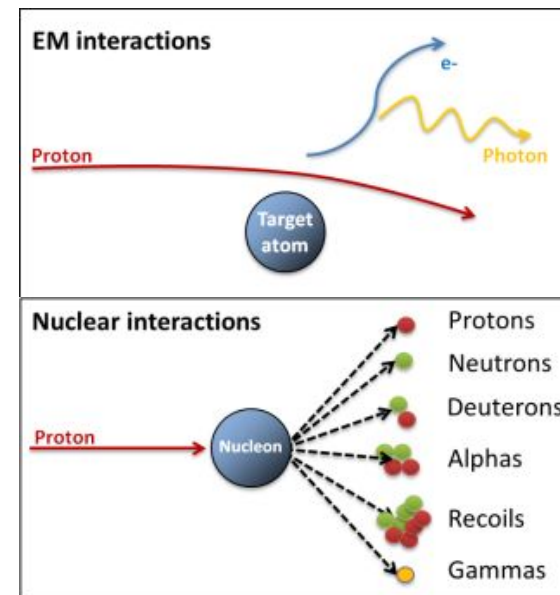 EM interactions
e-
Proton
Photon
Target
atom
Nuclear interactions
Protons
Neutrons
Deuterons
Proton
Nucleon
Alphas
Recoils
Gammas